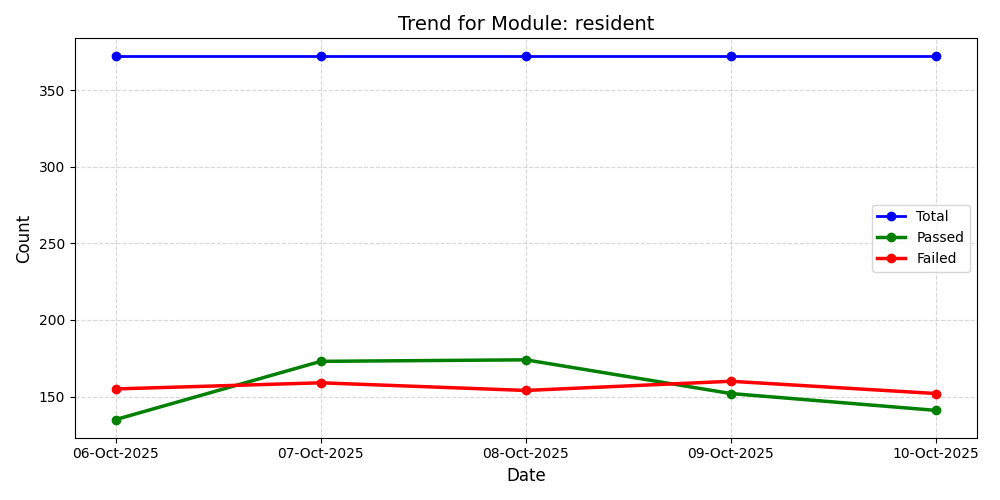 Trend for Module: resident
Count
350
300
250
200
150
Total
Passed
Failed
06-Oct-2025
07-Oct-2025
08-Oct-2025
09-Oct-2025
10-Oct-2025
Date